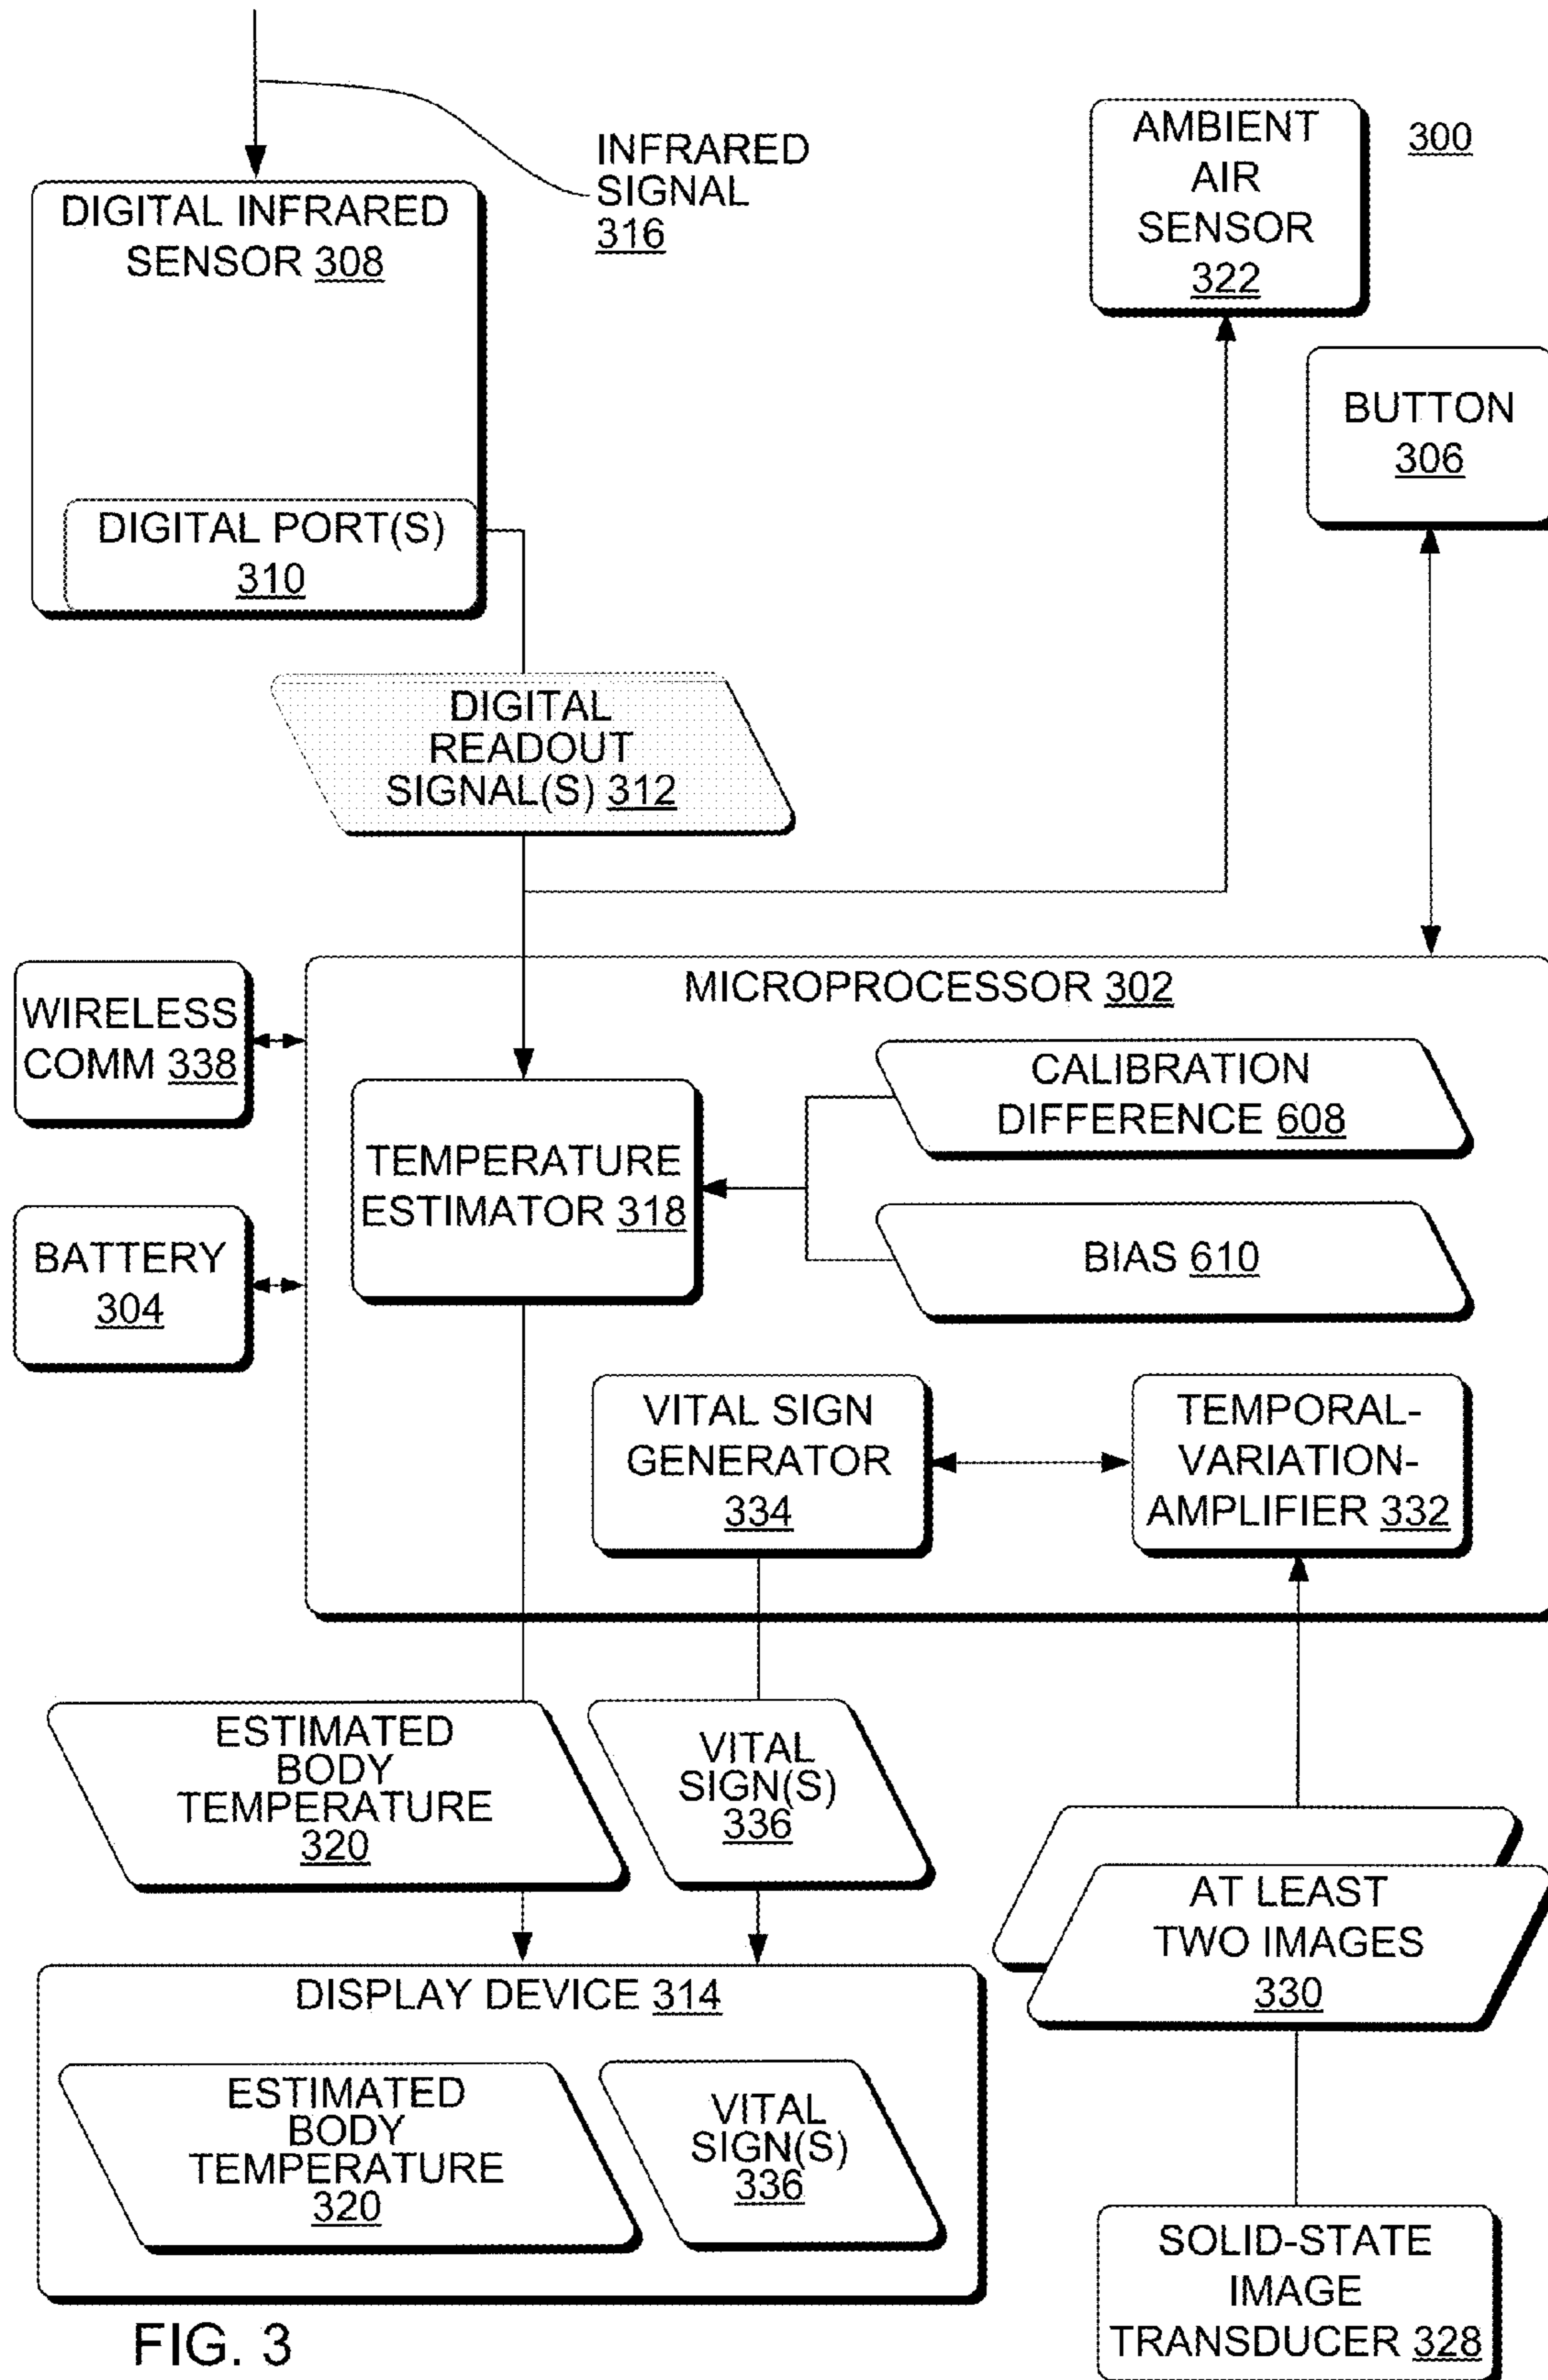 INFRARED
SIGNAL
316
AMBIENT
AIR
SENSOR
322
300
DIGITAL INFRARED
SENSOR 308
BUTTON
306
DIGITAL PORT(S)
310
DIGITAL
READOUT
SIGNAL(S) 312
MICROPROCESSOR 302
WIRELESS
COMM 338
CALIBRATION
DIFFERENCE 608
TEMPERATURE
ESTIMATOR 318
BATTERY
304
BIAS 610
VITAL SIGN
GENERATOR
334
TEMPORAL-
VARIATION-
AMPLIFIER 332
ESTIMATED
BODY
TEMPERATURE
320
VITAL
SIGN(S)
336
AT LEAST
TWO IMAGES
330
DISPLAY DEVICE 314
ESTIMATED
BODY
TEMPERATURE
320
VITAL
SIGN(S)
336
SOLID-STATE
IMAGE
TRANSDUCER 328
FIG. 3